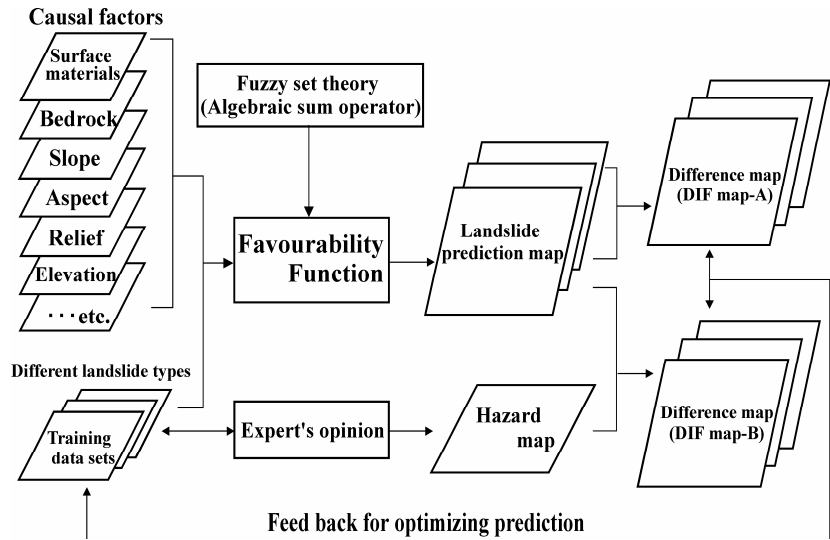 Causal factors
Surface
materials
Bedrock
Slope
Aspect
Relief
Elevation
···etc.
Different landslide types
Training
data sets
Fuzzy set theory
(Algebraic sum operator)
Favourability
Function
Expert's opinion
Landslide
prediction map
Hazard
map
Difference map
(DIF map-A)
Difference map
(DIF map-B)
Feed back for optimizing prediction